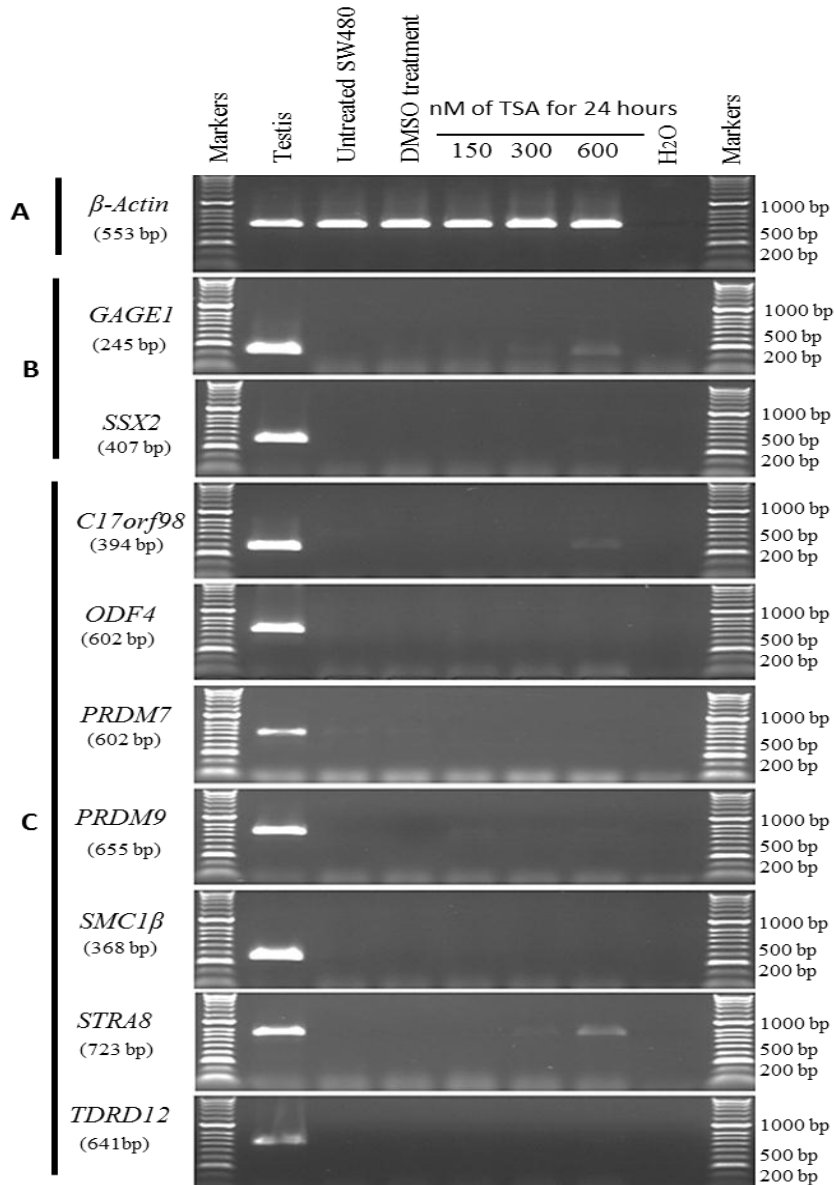 Markers
Testis
Untreated SW480
DMSO treatment
nM of TSA for 24 hours
150 300 600
H2O
Markers
A
β-Actin
(553 bp)
1000 bp
500 bp
200 bp
B
GAGE1
(245 bp)
1000 bp
500 bp
200 bp
SSX2
(407 bp)
1000 bp
500 bp
200 bp
C
C17orf98
(394 bp)
1000 bp
500 bp
200 bp
ODF4
(602 bp)
1000 bp
500 bp
200 bp
PRDM7
(602 bp)
1000 bp
500 bp
200 bp
PRDM9
(655 bp)
1000 bp
500 bp
200 bp
SMC1β
(368 bp)
1000 bp
500 bp
200 bp
STRA8
(723 bp)
1000 bp
500 bp
200 bp
TDRD12
(641bp)
1000 bp
500 bp
200 bp